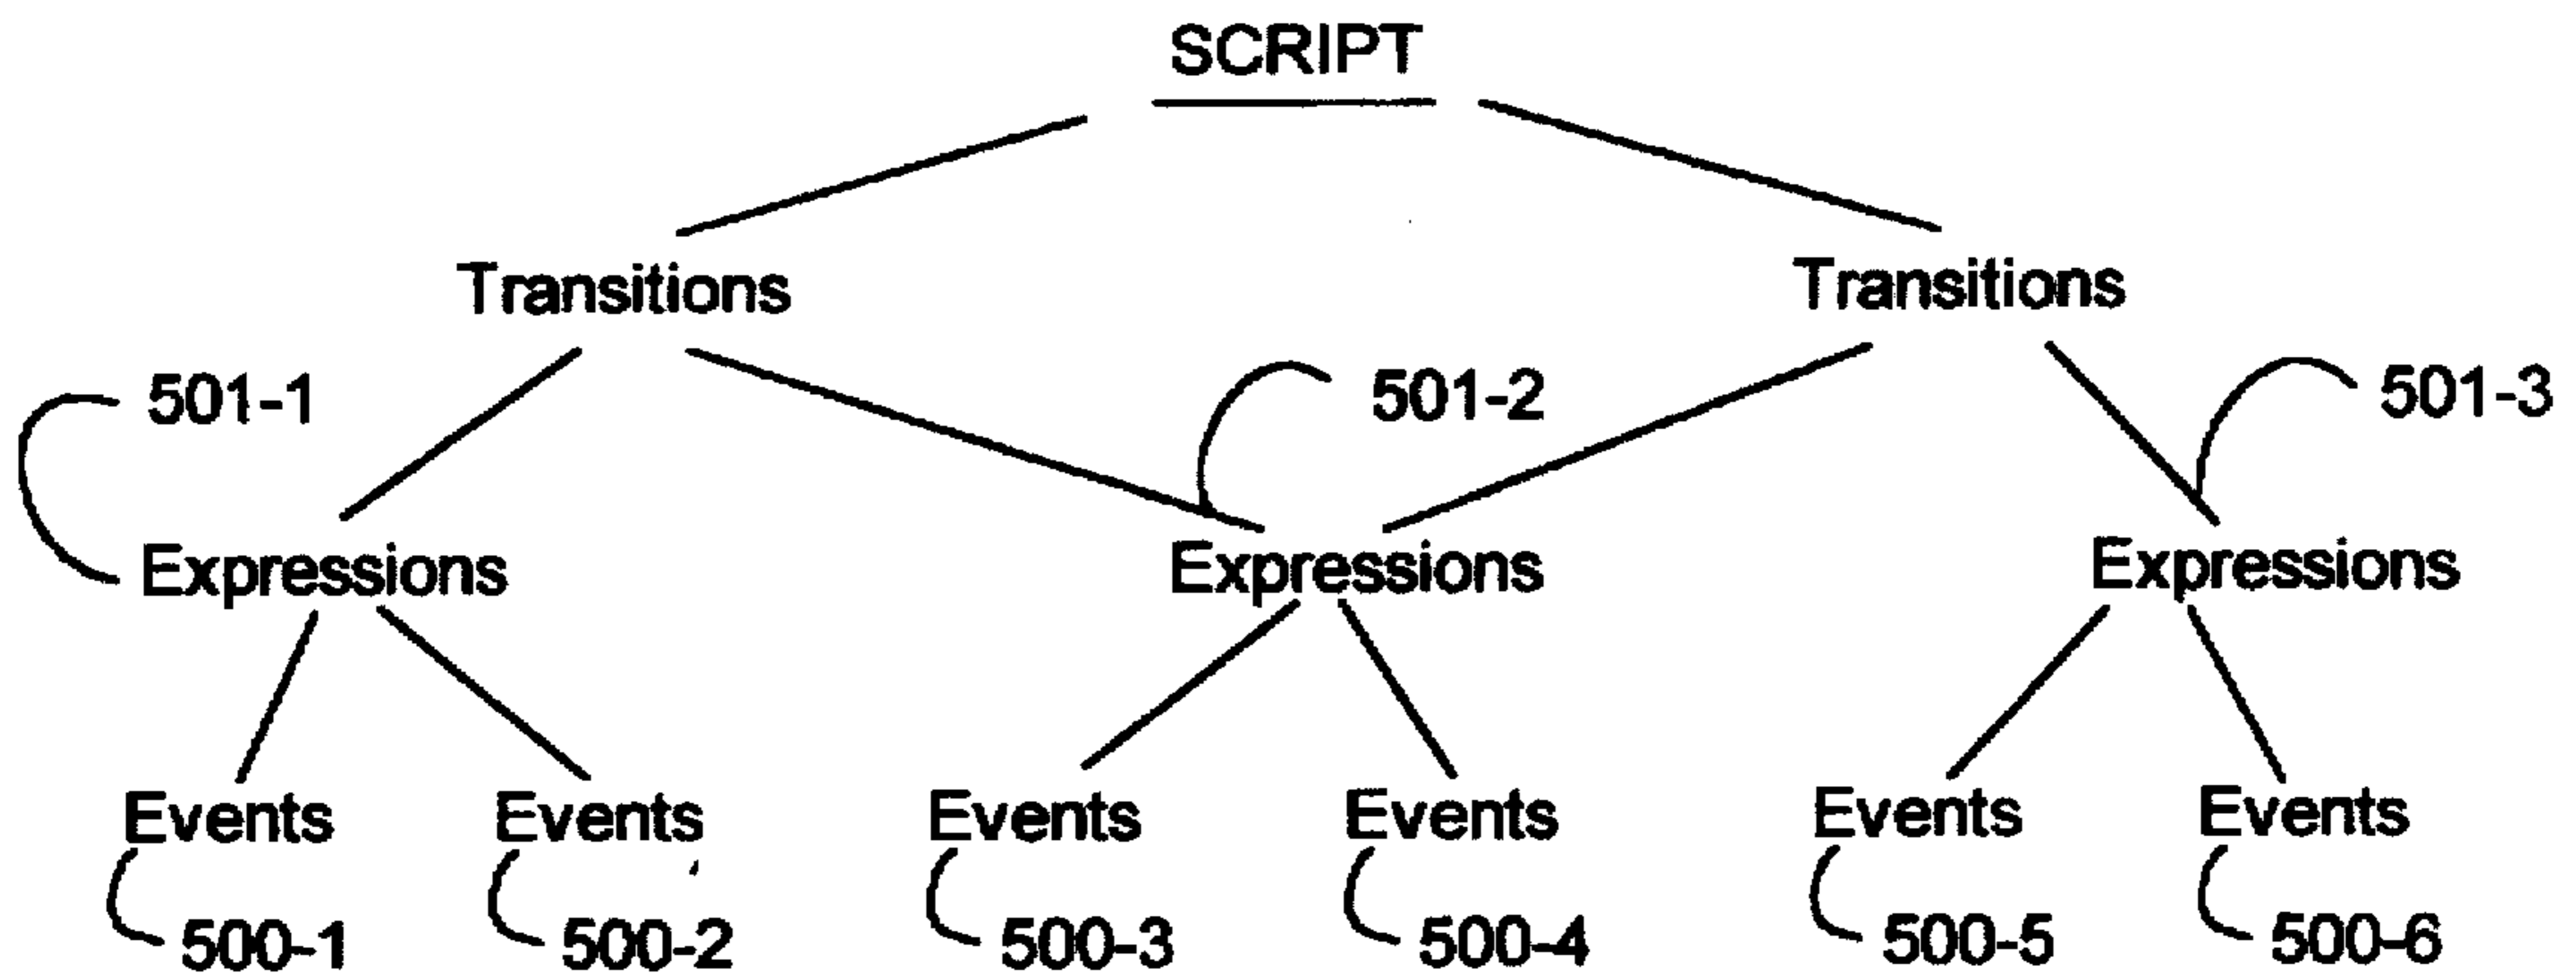 SCRIPT
Transitions Transitions
501-1 501-2 501-3
Expressions Expressions Expressions
Events Events Events Events Events Events
500-1 500-2 500-3 500-4 500-5 500-6